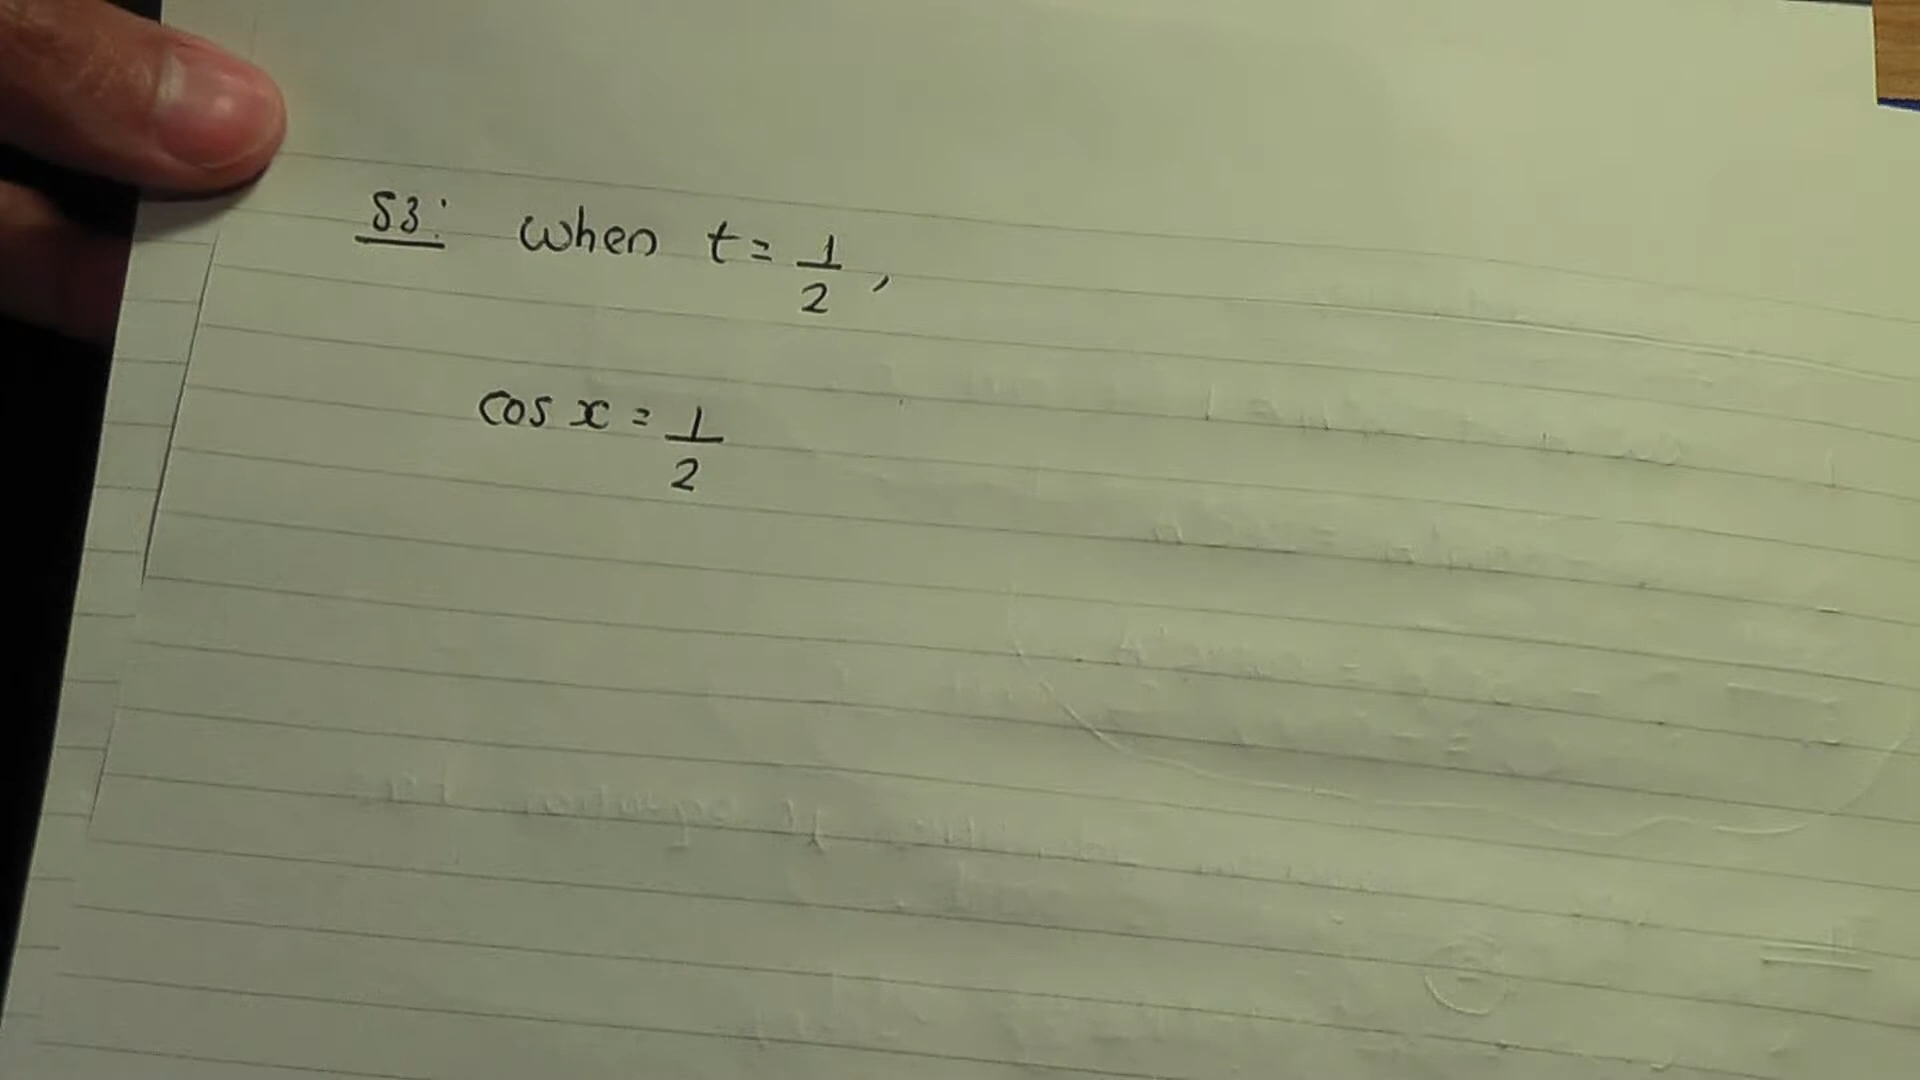 S3: when t = 1/2,
cos x = 1/2